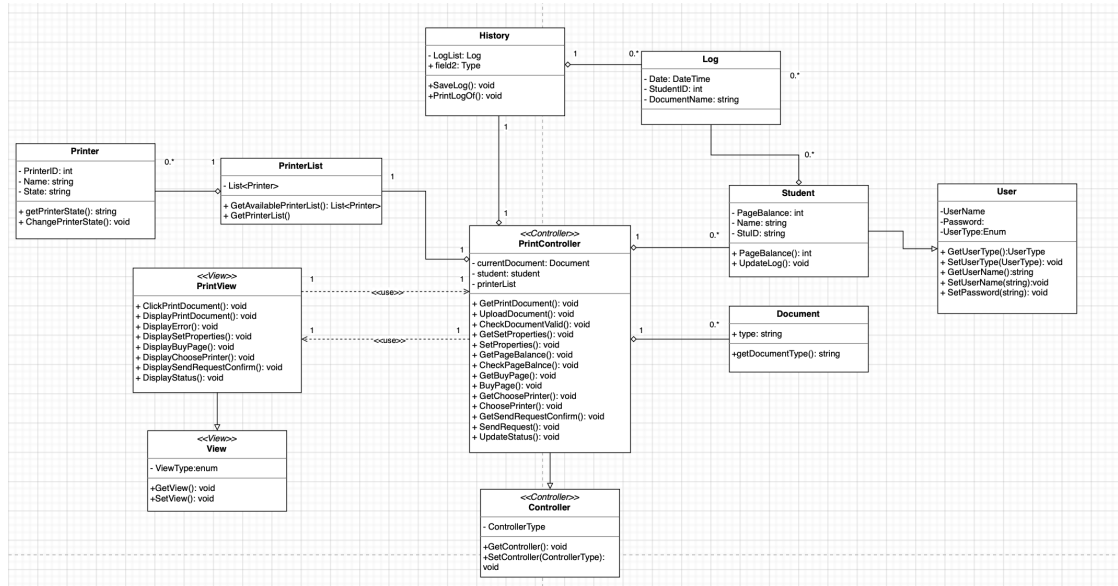 History
- LogList: Log
+ field2: Type
+SaveLog(): void
+PrintLogOf(): void
1
0.*
Log
- Date: DateTime
- StudentID: int
- DocumentName: string
0.*
1
0.*
Printer
- PrinterID: int
- Name: string
- State: string
+ getPrinterState(): string
+ ChangePrinterState(): void
0.*
1
PrinterList
- List<Printer>
+ GetAvailablePrinterList(): List<Printer>
+ GetPrinterList()
1
1
1
Student
- PageBalance: int
- Name: string
- StuID: string
+ PageBalance(): int
+ UpdateLog(): void
1
0.*
User
-UserName
-Password:
-UserType:Enum
+ GetUserType():UserType
+ SetUserType(UserType): void
+ GetUserName():string
+ SetUserName(string):void
+ SetPassword(string): void
<<Controller>>
PrintController
- currentDocument: Document
- student: student
- printerList
+ GetPrintDocument(): void
+ UploadDocument(): void
+ CheckDocumentValid(): void
+ GetSetProperties(): void
+ SetProperties(): void
+ GetPageBalance(): void
+ CheckPageBalnce(): void
+ GetBuyPage(): void
+ BuyPage(): void
+ GetChoosePrinter(): void
+ ChoosePrinter(): void
+ GetSendRequestConfirm(): void
+ SendRequest(): void
+ UpdateStatus(): void
<<View>>
PrintView
+ ClickPrintDocument(): void
+ DisplayPrintDocument(): void
+ DisplayError(): void
+ DisplaySetProperties(): void
+ DisplayBuyPage(): void
+ DisplayChoosePrinter(): void
+ DisplaySendRequestConfirm(): void
+ DisplayStatus(): void
1
1
<<use>>
1
1
<<use>>
1
0.*
Document
+ type: string
+getDocumentType(): string
<<View>>
View
- ViewType:enum
+GetView(): void
+SetView(): void
<<Controller>>
Controller
- ControllerType
+GetController(): void
+SetController(ControllerType):
void